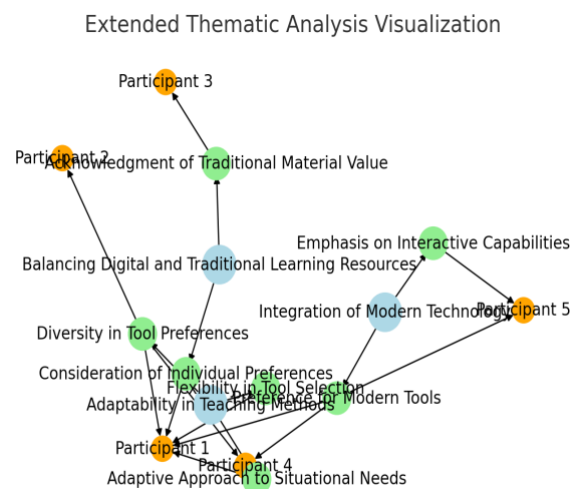 Extended Thematic Analysis Visualization
Participant 3
Participant 2
Acknowledgment of Traditional Material Value
Emphasis on Interactive Capabilities
Balancing Digital and Traditional Learning Resources
Integration of Modern Technology
Participant 5
Diversity in Tool Preferences
Consideration of Individual Preferences
Flexibility in Tool Selection
Preference for Modern Tools
Adaptability in Teaching Methods
Participant 1
Participant 4
Adaptive Approach to Situational Needs